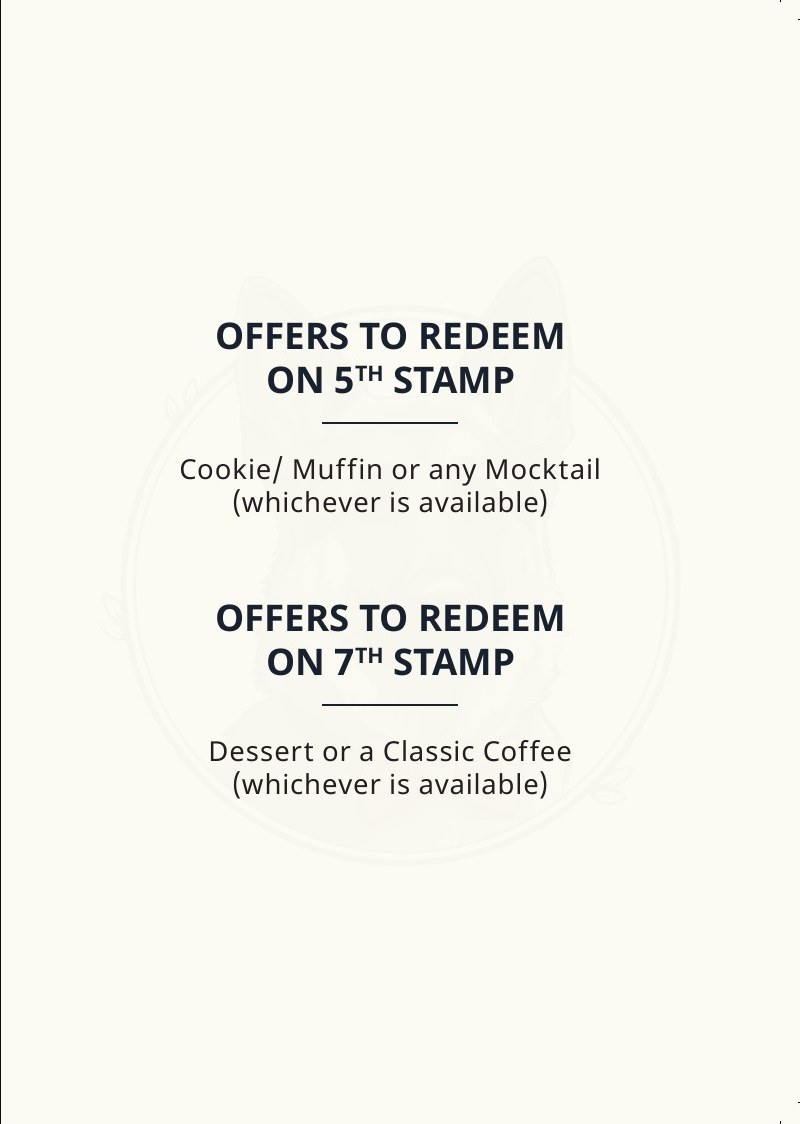 OFFERS TO REDEEM
ON 5TH STAMP
Cookie/ Muffin or any Mocktail
(whichever is available)
OFFERS TO REDEEM
ON 7TH STAMP
Dessert or a Classic Coffee
(whichever is available)